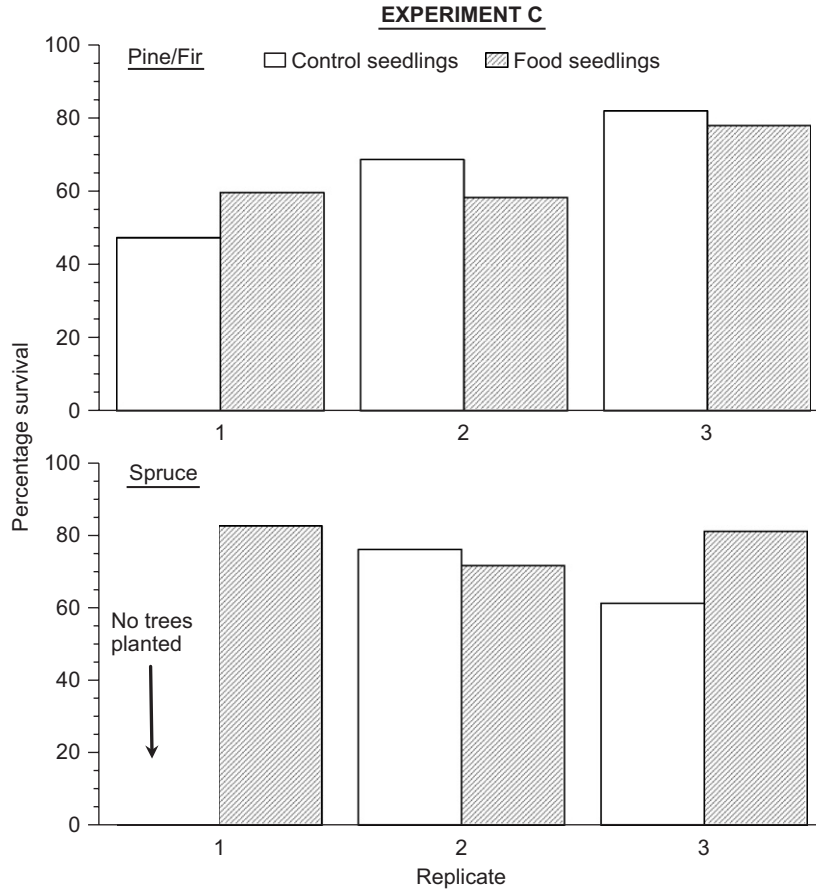 EXPERIMENT C
Pine/Fir
Control seedlings
Food seedlings
100
80
60
40
20
0
1
2
3
Percentage survival
Spruce
100
80
60
40
20
0
No trees
planted
1
2
3
Replicate